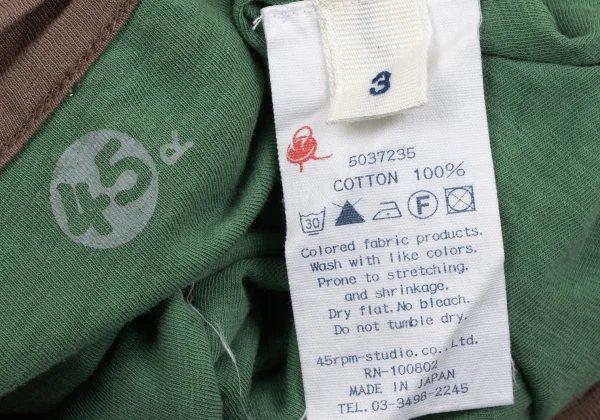 45R
3
5037235
COTTON 100%
30 F
Colored fabric products.
Wash with like colors.
Prone to stretching.
and shrinkage.
Dry flat. No bleach.
Do not tumble dry.
45rpm-studio.co.,Ltd.
RN-100802
MADE IN JAPAN
TEL. 03-3498-2245